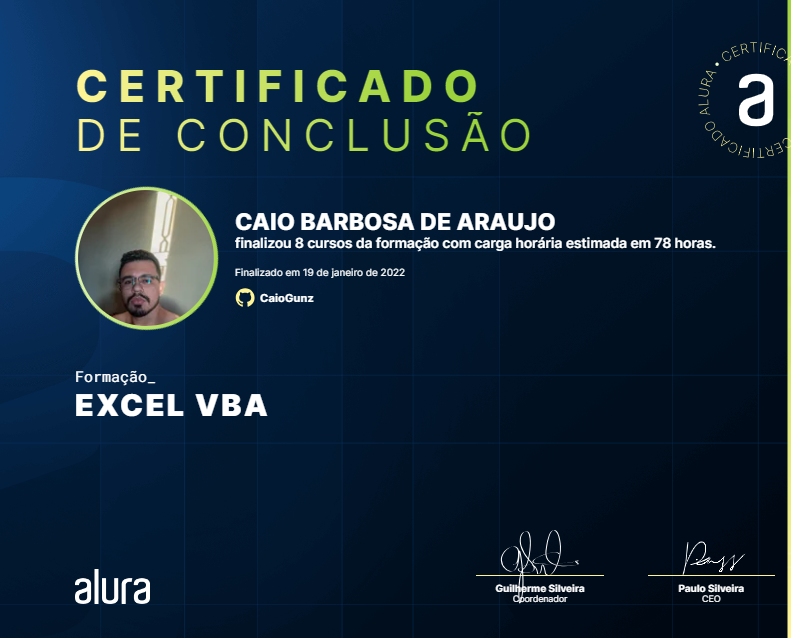 CERTIFICADO
DE CONCLUSÃO
CERTIFICADO ALURA • CERTIFIC
a
CAIO BARBOSA DE ARAUJO
finalizou 8 cursos da formação com carga horária estimada em 78 horas.
Finalizado em 19 de janeiro de 2022
CaioGunz
Formação_
EXCEL VBA
alura
Guilherme Silveira
Coordenador
Paulo Silveira
CEO